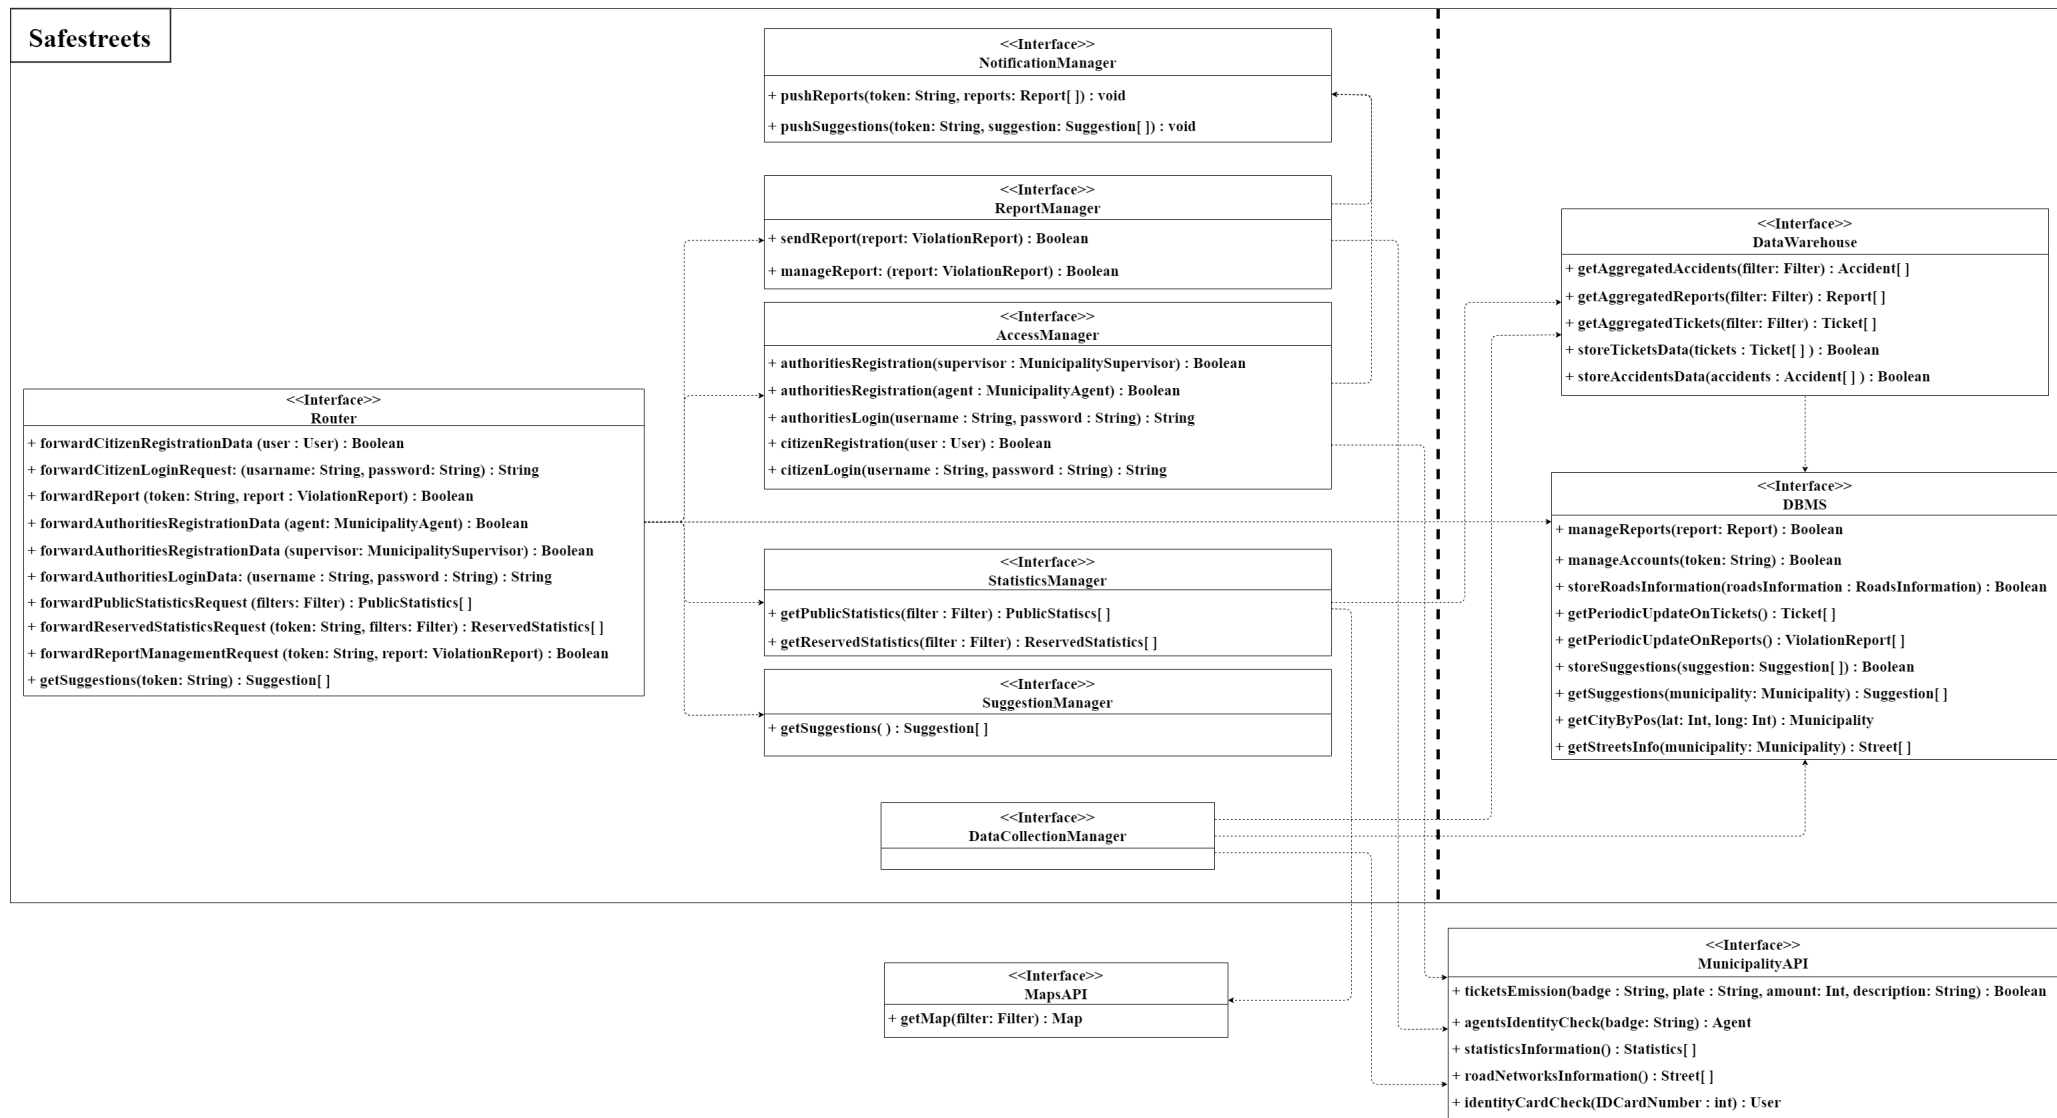 Safestreets
<<Interface>>
NotificationManager
+ pushReports(token: String, reports: Report[ ]) : void
+ pushSuggestions(token: String, suggestion: Suggestion[ ]) : void
<<Interface>>
ReportManager
+ sendReport(report: ViolationReport) : Boolean
+ manageReport: (report: ViolationReport) : Boolean
<<Interface>>
AccessManager
+ authoritiesRegistration(supervisor : MunicipalitySupervisor) : Boolean
+ authoritiesRegistration(agent : MunicipalityAgent) : Boolean
+ authoritiesLogin(username : String, password : String) : String
+ citizenRegistration(user : User) : Boolean
+ citizenLogin(username : String, password : String) : String
<<Interface>>
Router
+ forwardCitizenRegistrationData (user : User) : Boolean
+ forwardCitizenLoginRequest: (usarname: String, password: String) : String
+ forwardReport (token: String, report : ViolationReport) : Boolean
+ forwardAuthoritiesRegistrationData (agent: MunicipalityAgent) : Boolean
+ forwardAuthoritiesRegistrationData (supervisor: MunicipalitySupervisor) : Boolean
+ forwardAuthoritiesLoginData: (username : String, password : String) : String
+ forwardPublicStatisticsRequest (filters: Filter) : PublicStatistics[ ]
+ forwardReservedStatisticsRequest (token: String, filters: Filter) : ReservedStatistics[ ]
+ forwardReportManagementRequest (token: String, report: ViolationReport) : Boolean
+ getSuggestions(token: String) : Suggestion[ ]
<<Interface>>
StatisticsManager
+ getPublicStatistics(filter : Filter) : PublicStatiscs[ ]
+ getReservedStatistics(filter : Filter) : ReservedStatistics[ ]
<<Interface>>
SuggestionManager
+ getSuggestions( ) : Suggestion[ ]
<<Interface>>
DataCollectionManager
<<Interface>>
DataWarehouse
+ getAggregatedAccidents(filter: Filter) : Accident[ ]
+ getAggregatedReports(filter: Filter) : Report[ ]
+ getAggregatedTickets(filter: Filter) : Ticket[ ]
+ storeTicketsData(tickets : Ticket[ ] ) : Boolean
+ storeAccidentsData(accidents : Accident[ ] ) : Boolean
<<Interface>>
DBMS
+ manageReports(report: Report) : Boolean
+ manageAccounts(token: String) : Boolean
+ storeRoadsInformation(roadsInformation : RoadsInformation) : Boolean
+ getPeriodicUpdateOnTickets() : Ticket[ ]
+ getPeriodicUpdateOnReports() : ViolationReport[ ]
+ storeSuggestions(suggestion: Suggestion[ ]) : Boolean
+ getSuggestions(municipality: Municipality) : Suggestion[ ]
+ getCityByPos(lat: Int, long: Int) : Municipality
+ getStreetsInfo(municipality: Municipality) : Street[ ]
<<Interface>>
MapsAPI
+ getMap(filter: Filter) : Map
<<Interface>>
MunicipalityAPI
+ ticketsEmission(badge : String, plate : String, amount: Int, description: String) : Boolean
+ agentsIdentityCheck(badge: String) : Agent
+ statisticsInformation() : Statistics[ ]
+ roadNetworksInformation() : Street[ ]
+ identityCardCheck(IDCardNumber : int) : User